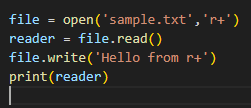 file = open('sample.txt','r+')
reader = file.read()
file.write('Hello from r+')
print(reader)